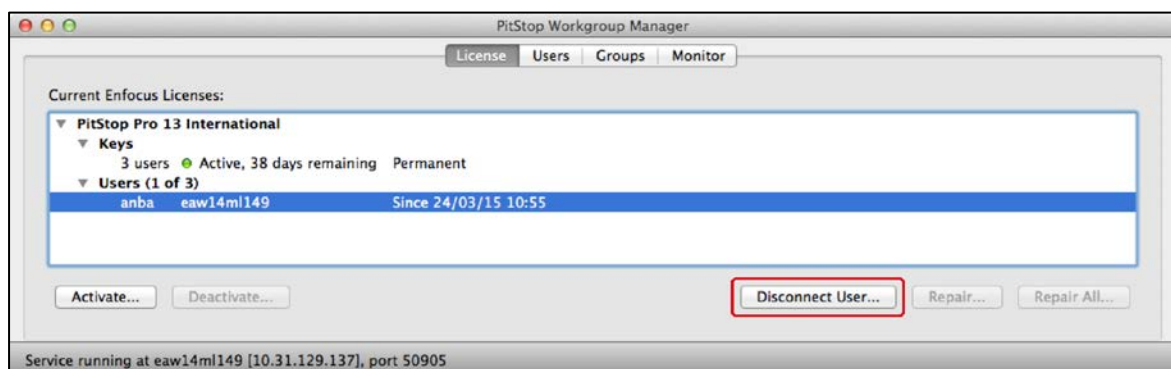 PitStop Workgroup Manager
License Users Groups Monitor
Current Enfocus Licenses:
PitStop Pro 13 International
Keys
3 users Active, 38 days remaining Permanent
Users (1 of 3)
anba eaw14ml149 Since 24/03/15 10:55
Activate... Deactivate... Disconnect User... Repair... Repair All...
Service running at eaw14ml149 [10.31.129.137], port 50905